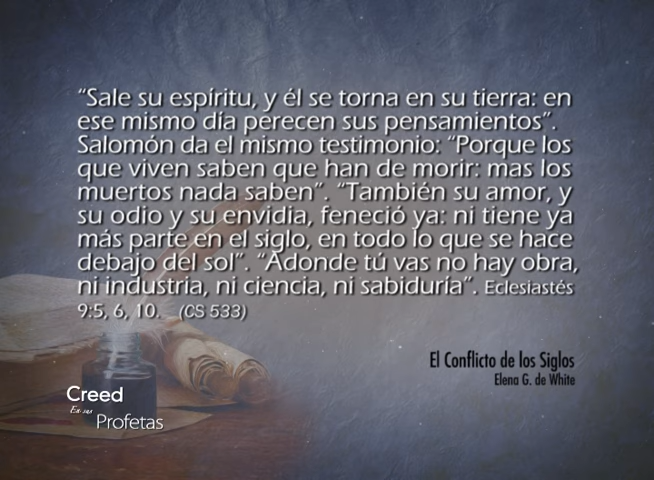 “Sale su espíritu, y él se torna en su tierra: en
ese mismo día perecen sus pensamientos”.
Salomón da el mismo testimonio: “Porque los
que viven saben que han de morir: mas los
muertos nada saben”. “También su amor, y
su odio y su envidia, feneció ya: ni tiene ya
más parte en el siglo, en todo lo que se hace
debajo del sol”. “Adonde tú vas no hay obra,
ni industria, ni ciencia, ni sabiduría”. Eclesiastés
9:5, 6, 10. (CS 533)
El Conflicto de los Siglos
Elena G. de White
Creed
En sus
Profetas